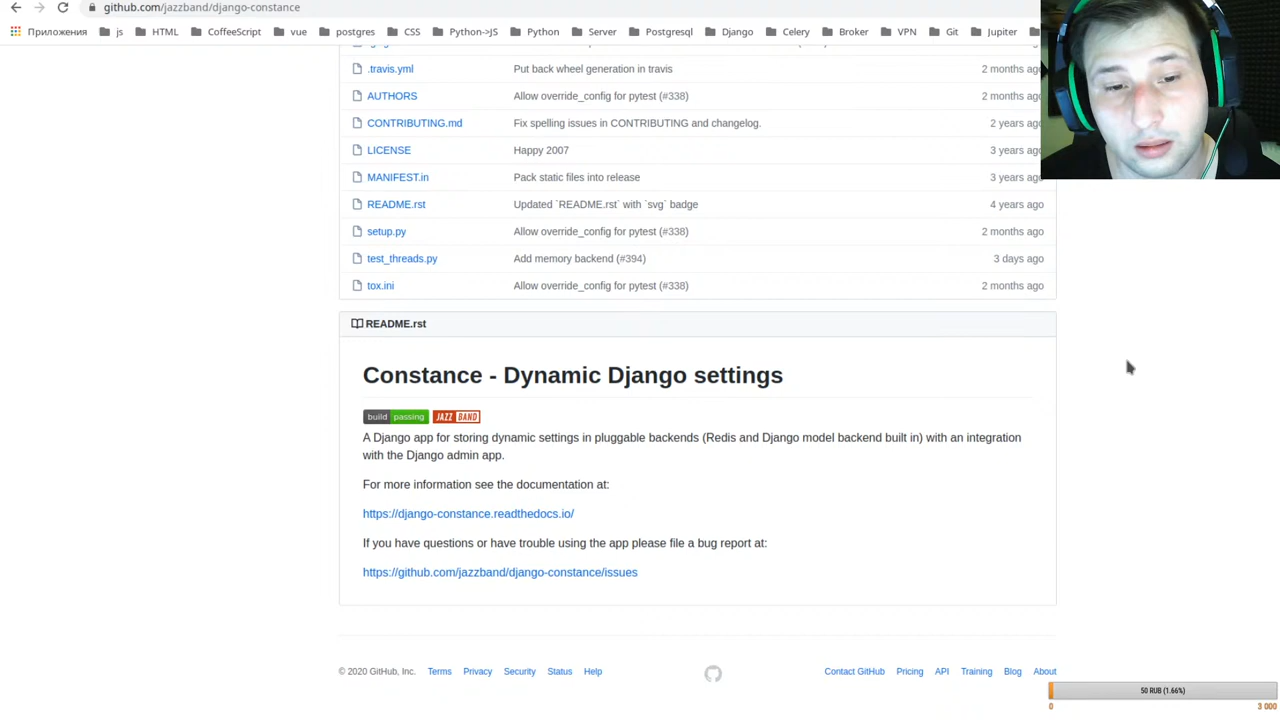 github.com/jazzband/django-constance
Приложения js HTML CoffeeScript vue postgres CSS Python->JS Python Server Postgresql Django Celery Broker VPN Git Jupiter
.travis.yml Put back wheel generation in travis 2 months ago
AUTHORS Allow override_config for pytest (#338) 2 months ago
CONTRIBUTING.md Fix spelling issues in CONTRIBUTING and changelog. 2 years ago
LICENSE Happy 2007 3 years ago
MANIFEST.in Pack static files into release 3 years ago
README.rst Updated `README.rst` with `svg` badge 4 years ago
setup.py Allow override_config for pytest (#338) 2 months ago
test_threads.py Add memory backend (#394) 3 days ago
tox.ini Allow override_config for pytest (#338) 2 months ago
README.rst
Constance - Dynamic Django settings
build passing JAZZ BAND
A Django app for storing dynamic settings in pluggable backends (Redis and Django model backend built in) with an integration
with the Django admin app.
For more information see the documentation at:
https://django-constance.readthedocs.io/
If you have questions or have trouble using the app please file a bug report at:
https://github.com/jazzband/django-constance/issues
© 2020 GitHub, Inc. Terms Privacy Security Status Help Contact GitHub Pricing API Training Blog About
50 RUB (1.66%)
0 3 000